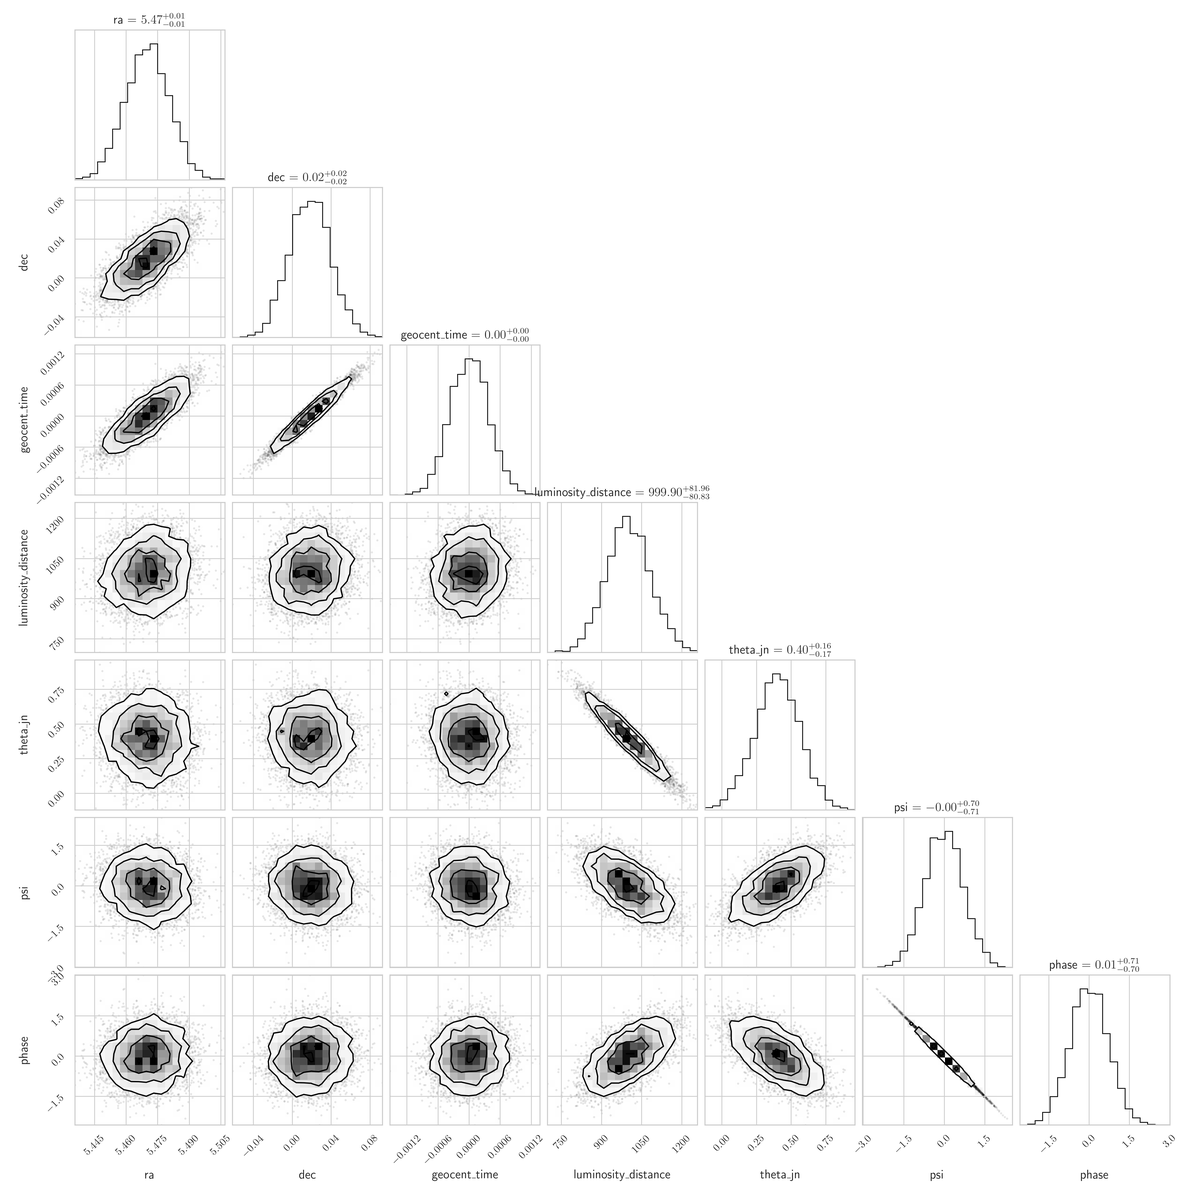 ra = 5.47+0.01−0.01
dec = 0.02+0.02−0.02
0.08
0.04
0.00
−0.04
dec
geocent_time = 0.00+0.00−0.00
0.0012
0.0006
0.0000
−0.0006
−0.0012
geocent_time
luminosity_distance = 999.90+81.96−80.83
1200
1050
900
750
luminosity_distance
theta_jn = 0.40+0.16−0.17
0.75
0.50
0.25
0.00
theta_jn
psi = −0.00+0.70−0.71
1.5
0.0
−1.5
psi
phase = 0.01+0.71−0.70
1.5
0.0
−1.5
phase
5.445
5.460
5.475
5.490
5.505
ra
−0.04
0.00
0.04
0.08
dec
−0.0012
−0.0006
0.0000
0.0006
0.0012
geocent_time
750
900
1050
1200
luminosity_distance
0.00
0.25
0.50
0.75
theta_jn
−3.0
−1.5
0.0
1.5
psi
−1.5
0.0
1.5
3.0
phase